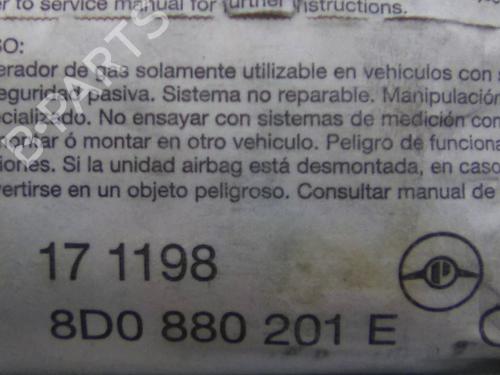 er to service manual for further instructions.
SO:
erador de gas solamente utilizable en vehiculos con s
eguridad pasiva. Sistema no reparable. Manipulación
ecializado. No ensayar con sistemas de medición con
ontar ó montar en otro vehiculo. Peligro de funciona
iones. Si la unidad airbag está desmontada, en caso
vertirse en un objeto peligroso. Consultar manual de
17 1198
8D0 880 201 E
B-PARTS